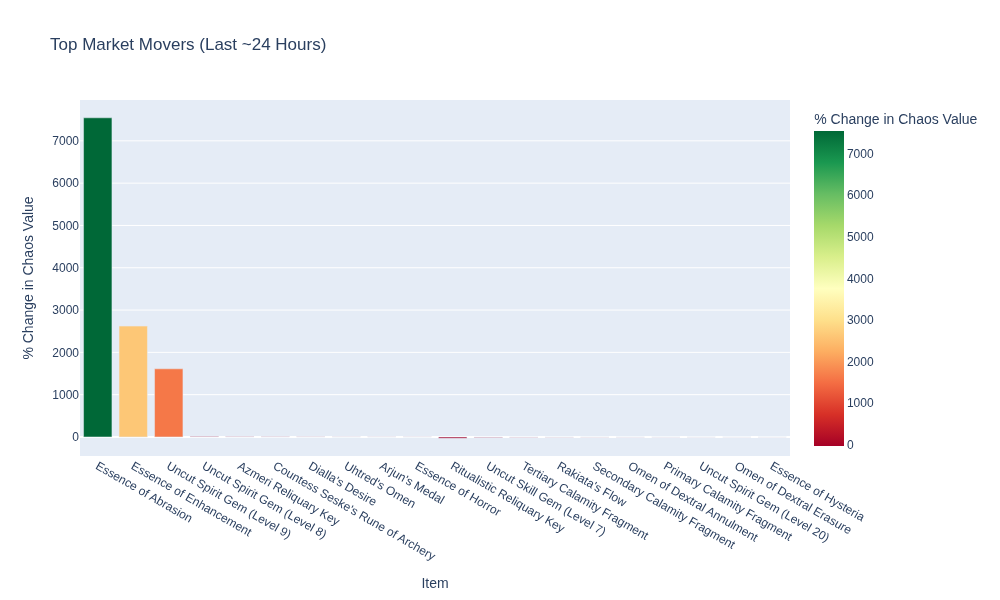 Top Market Movers (Last ~24 Hours)
% Change in Chaos Value
7000
6000
5000
4000
3000
2000
1000
0
Essence of Abrasion
Essence of Enhancement
Uncut Spirit Gem (Level 9)
Uncut Spirit Gem (Level 8)
Azmeri Reliquary Key
Countess Seske's Rune of Archery
Dialla's Desire
Uhtred's Omen
Arjun's Medal
Essence of Horror
Ritualistic Reliquary Key
Uncut Skill Gem (Level 7)
Tertiary Calamity Fragment
Rakiata's Flow
Secondary Calamity Fragment
Omen of Dextral Annulment
Primary Calamity Fragment
Uncut Spirit Gem (Level 20)
Omen of Dextral Erasure
Essence of Hysteria
Item
% Change in Chaos Value
7000
6000
5000
4000
3000
2000
1000
0